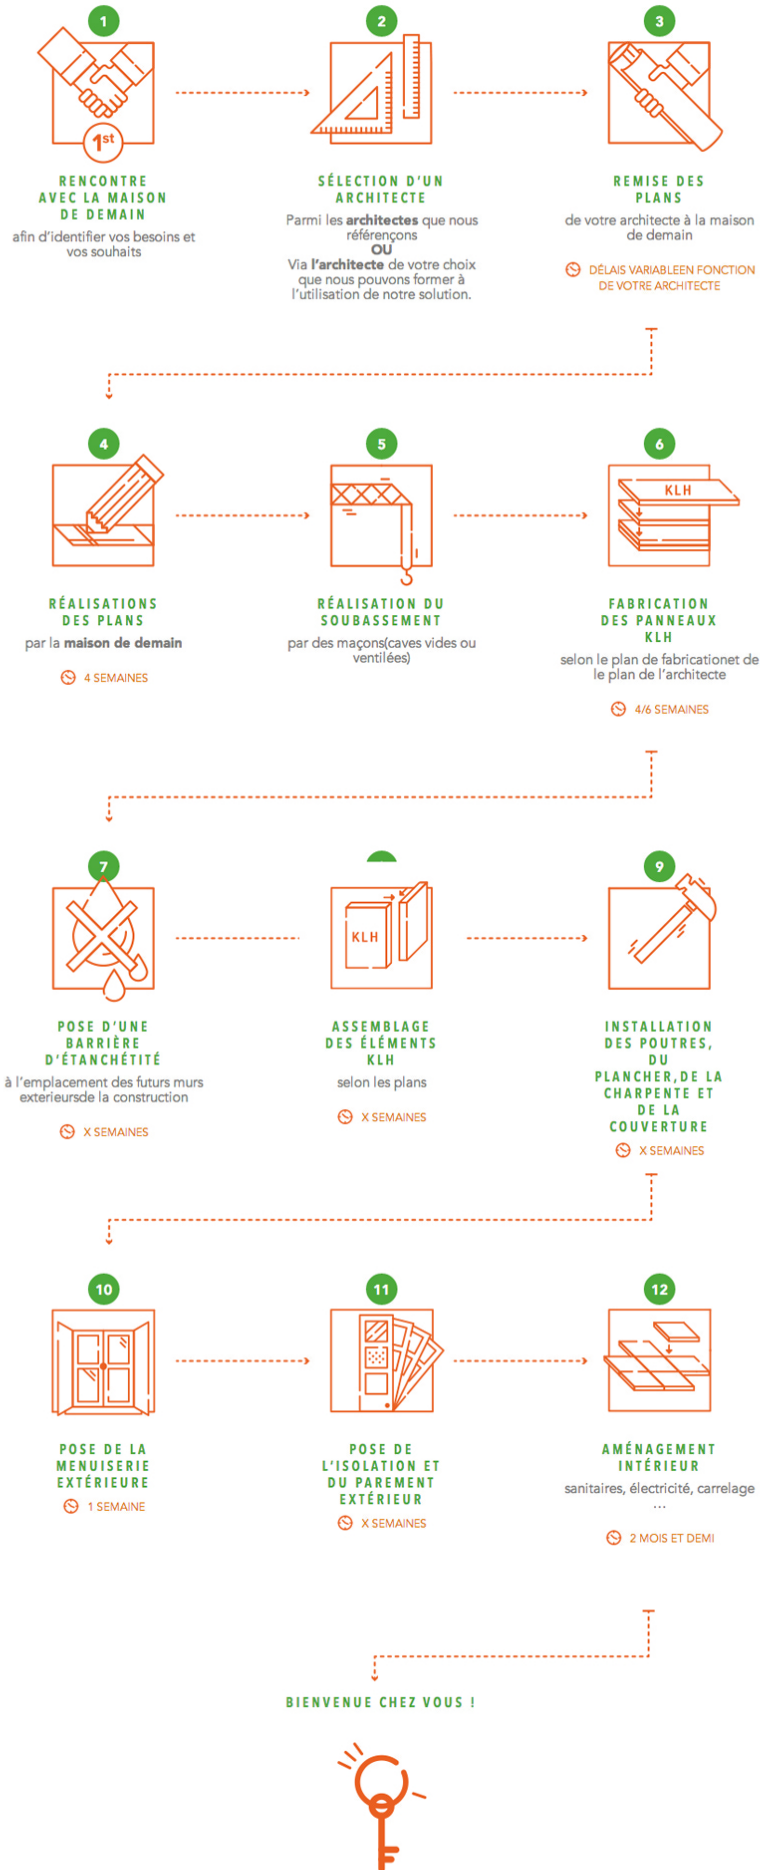 1
1st
RENCONTRE
AVEC LA MAISON
DE DEMAIN
afin d'identifier vos besoins et
vos souhaits
2
SÉLECTION D'UN
ARCHITECTE
Parmi les architectes que nous
référençons
OU
Via l'architecte de votre choix
que nous pouvons former à
l'utilisation de notre solution.
3
REMISE DES
PLANS
de votre architecte à la maison
de demain
DÉLAIS VARIABLEEN FONCTION
DE VOTRE ARCHITECTE
4
RÉALISATIONS
DES PLANS
par la maison de demain
4 SEMAINES
5
RÉALISATION DU
SOUBASSEMENT
par des maçons(caves vides ou
ventilées)
6
KLH
FABRICATION
DES PANNEAUX
KLH
selon le plan de fabricationet de
le plan de l'architecte
4/6 SEMAINES
7
POSE D'UNE
BARRIÈRE
D'ÉTANCHÉTITÉ
à l'emplacement des futurs murs
exterieursde la construction
X SEMAINES
KLH
ASSEMBLAGE
DES ÉLÉMENTS
KLH
selon les plans
X SEMAINES
9
INSTALLATION
DES POUTRES,
DU
PLANCHER,DE LA
CHARPENTE ET
DE LA
COUVERTURE
X SEMAINES
10
POSE DE LA
MENUISERIE
EXTÉRIEURE
1 SEMAINE
11
POSE DE
L'ISOLATION ET
DU PAREMENT
EXTÉRIEUR
X SEMAINES
12
AMÉNAGEMENT
INTÉRIEUR
sanitaires, électricité, carrelage
...
2 MOIS ET DEMI
BIENVENUE CHEZ VOUS !